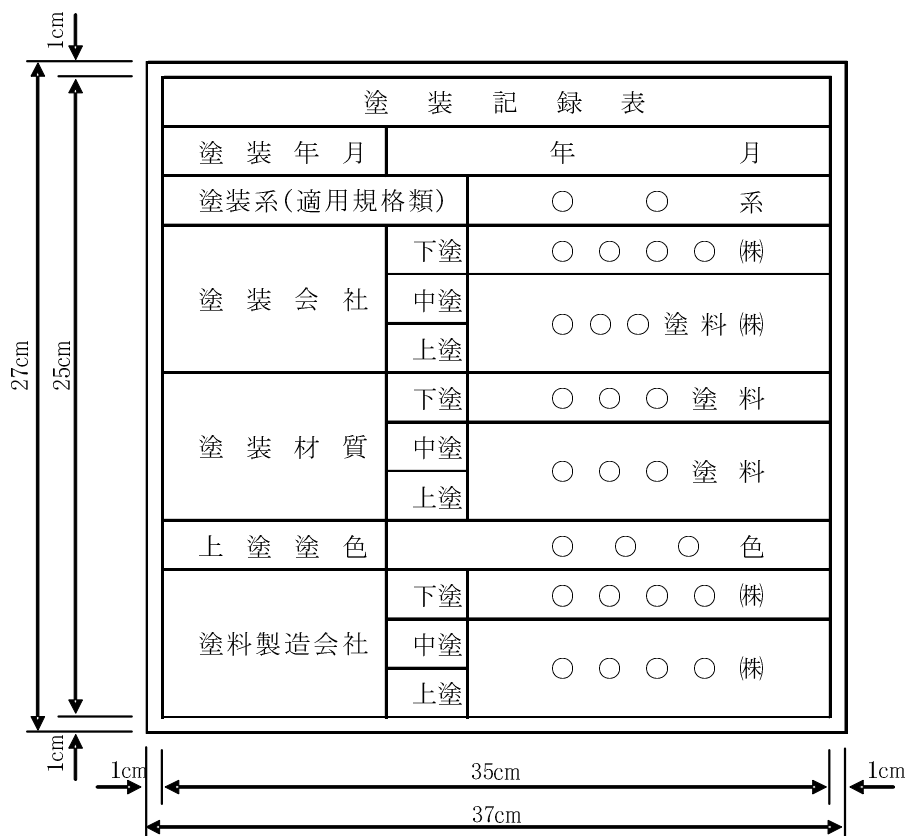 1cm
27cm
25cm
塗装記録表
塗装年月 年 月
塗装系(適用規格類) ○ ○ 系
塗装会社
下塗 ○ ○ ○ ○ ㈱
中塗
上塗
○ ○ ○ 塗 料 ㈱
塗装材質
下塗 ○ ○ ○ 塗 料
中塗
上塗
○ ○ ○ 塗 料
上塗塗色 ○ ○ ○ 色
塗料製造会社
下塗 ○ ○ ○ ○ ㈱
中塗
上塗
○ ○ ○ ○ ㈱
1cm
1cm
35cm
1cm
37cm